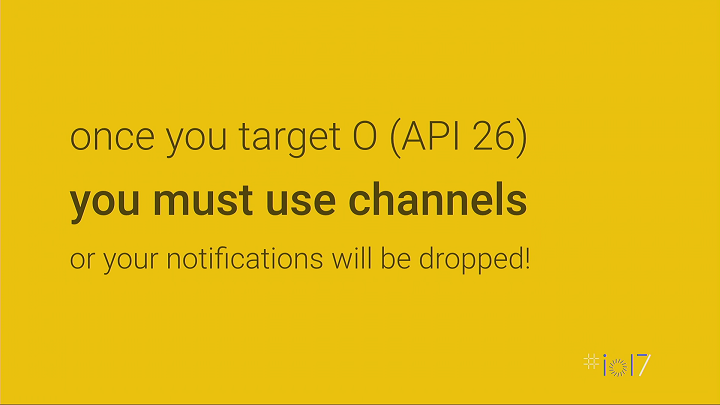 once you target O (API 26)
you must use channels
or your notifications will be dropped!
#io17